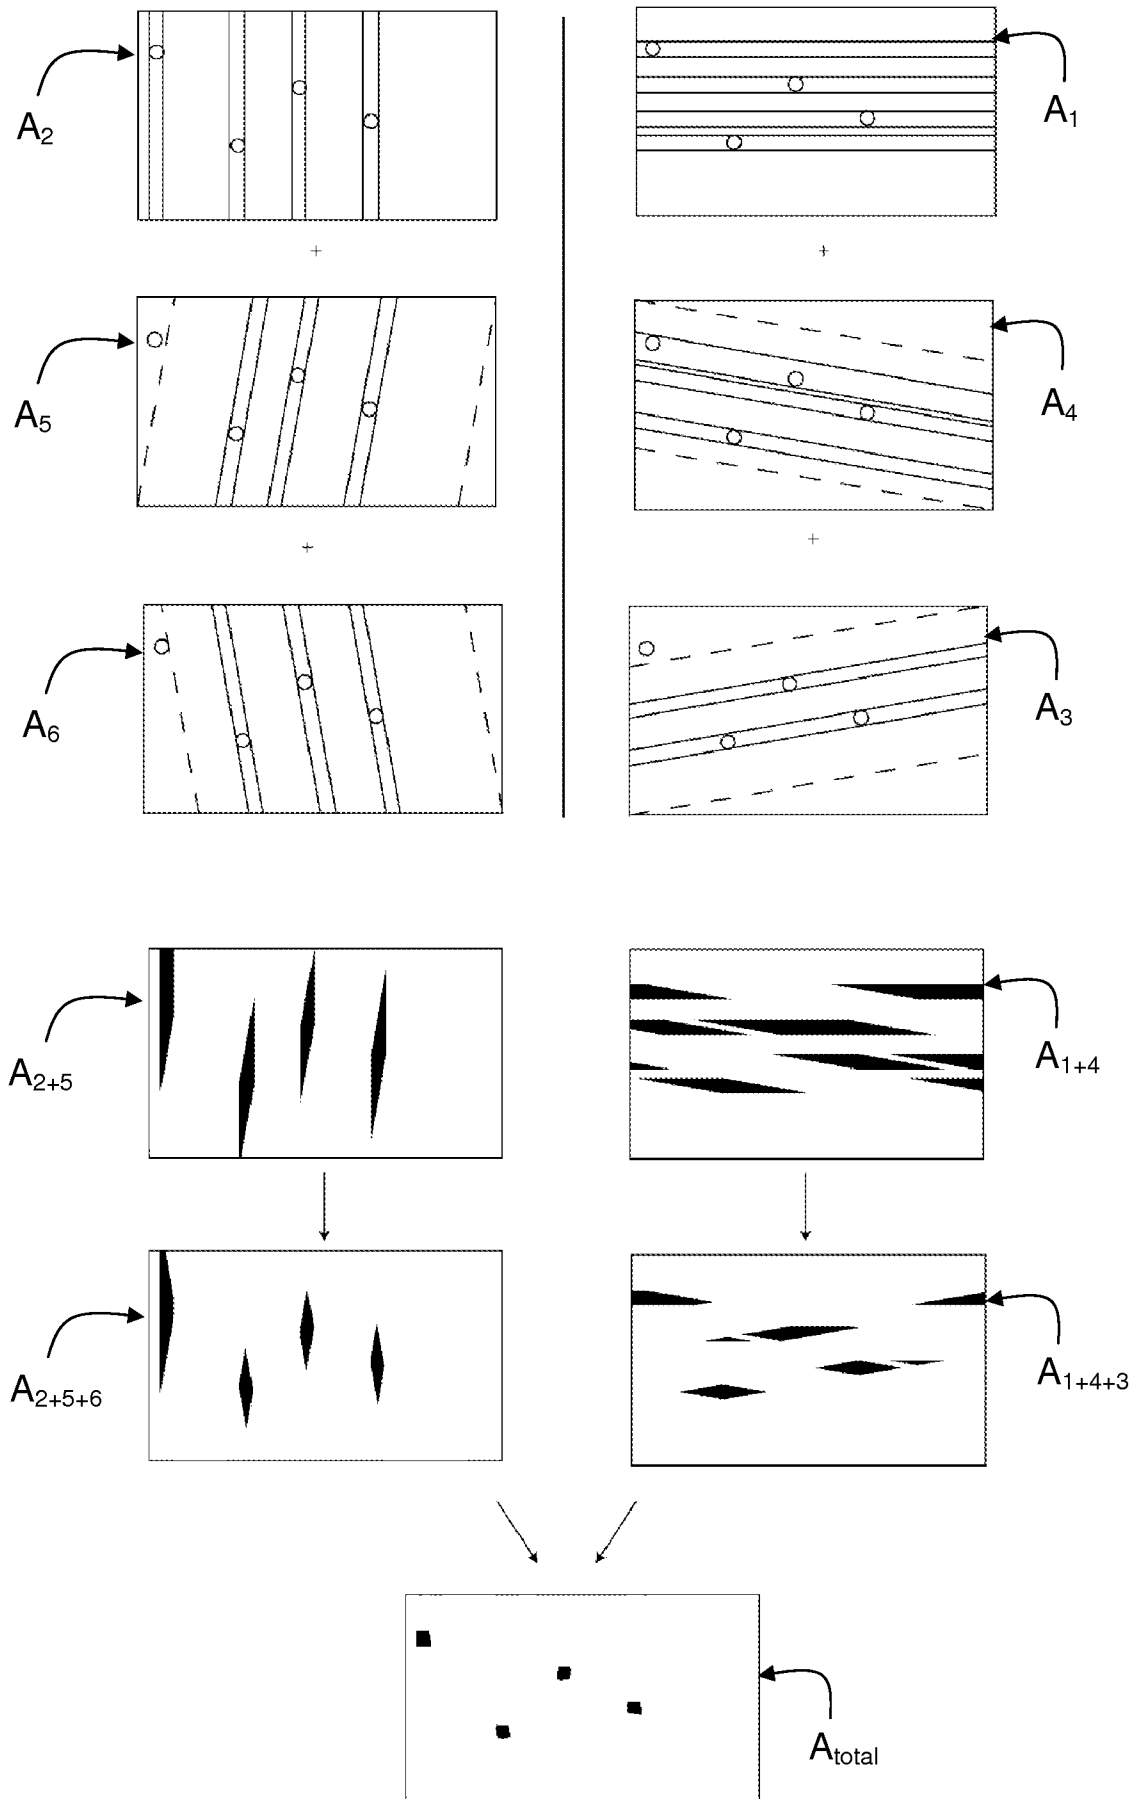 A₂
A₁
+
+
A₅
A₄
+
+
A₆
A₃
A₂₊₅
A₁₊₄
A₂₊₅₊₆
A₁₊₄₊₃
Atotal